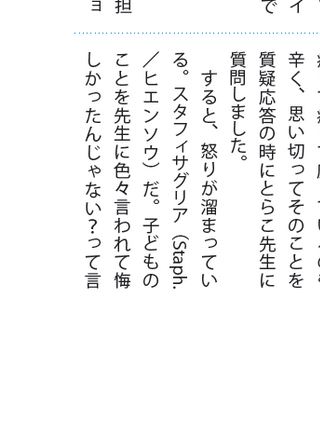 イ
で
担
ョ
辛く、思い切ってそのことを
質疑応答の時にとらこ先生に
質問しました。
すると、怒りが溜まってい
る。スタフィサグリア（Staph.
／ヒエンソウ）だ。子どもの
ことを先生に色々言われて悔
しかったんじゃない？って言